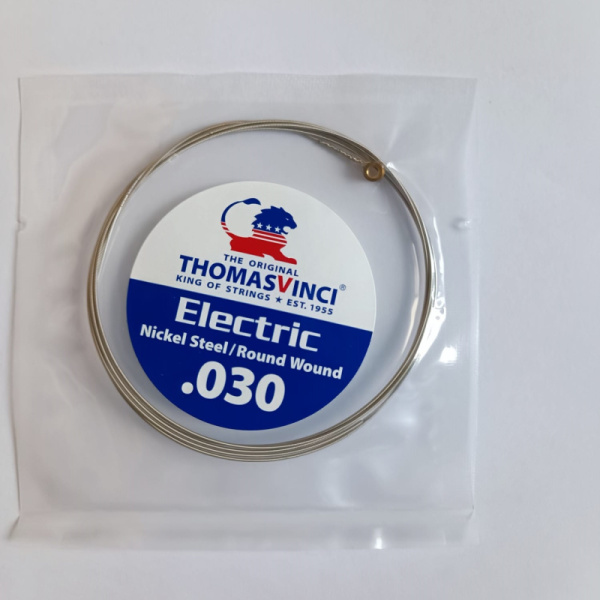 THE ORIGINAL
THOMASVINCI®
KING OF STRINGS ★ EST. 1955
Electric
Nickel Steel/Round Wound
.030